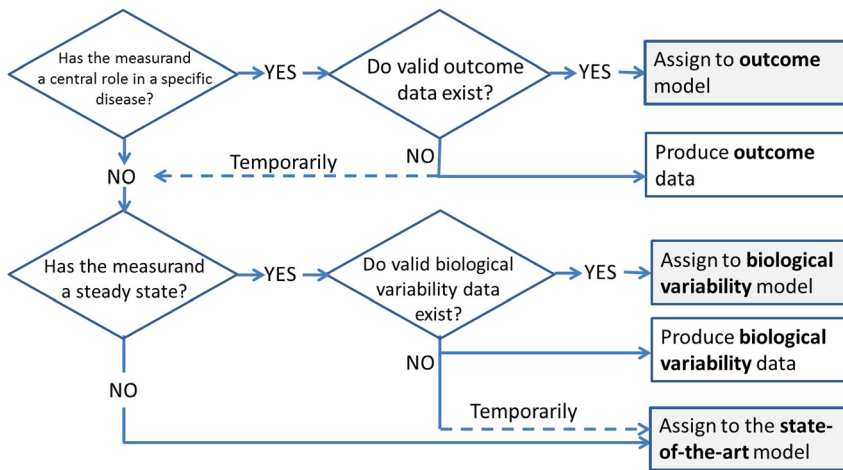 Has the measurand
a central role in a specific
disease?
YES
Do valid outcome
data exist?
YES
Assign to outcome
model
NO
Temporarily
NO
Produce outcome
data
Has the measurand
a steady state?
YES
Do valid biological
variability data
exist?
YES
Assign to biological
variability model
NO
Produce biological
variability data
NO
Temporarily
Assign to the state-
of-the-art model